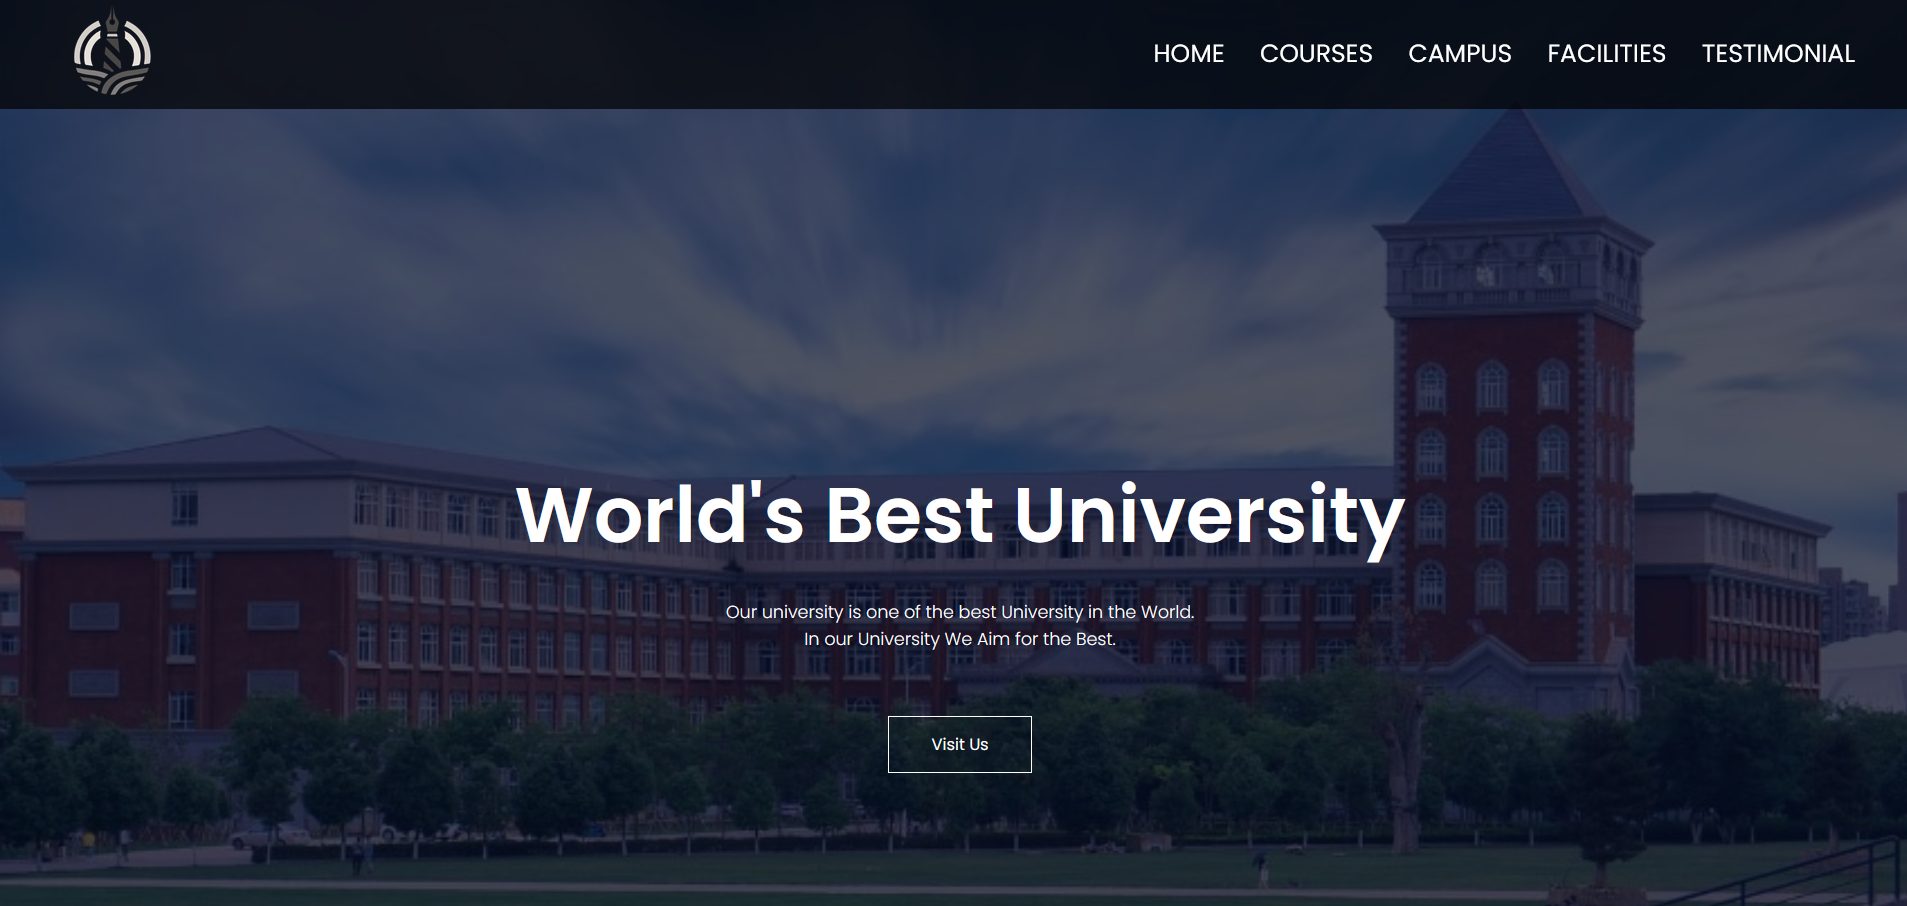 HOME COURSES CAMPUS FACILITIES TESTIMONIAL
World's Best University
Our university is one of the best University in the World.
In our University We Aim for the Best.
Visit Us